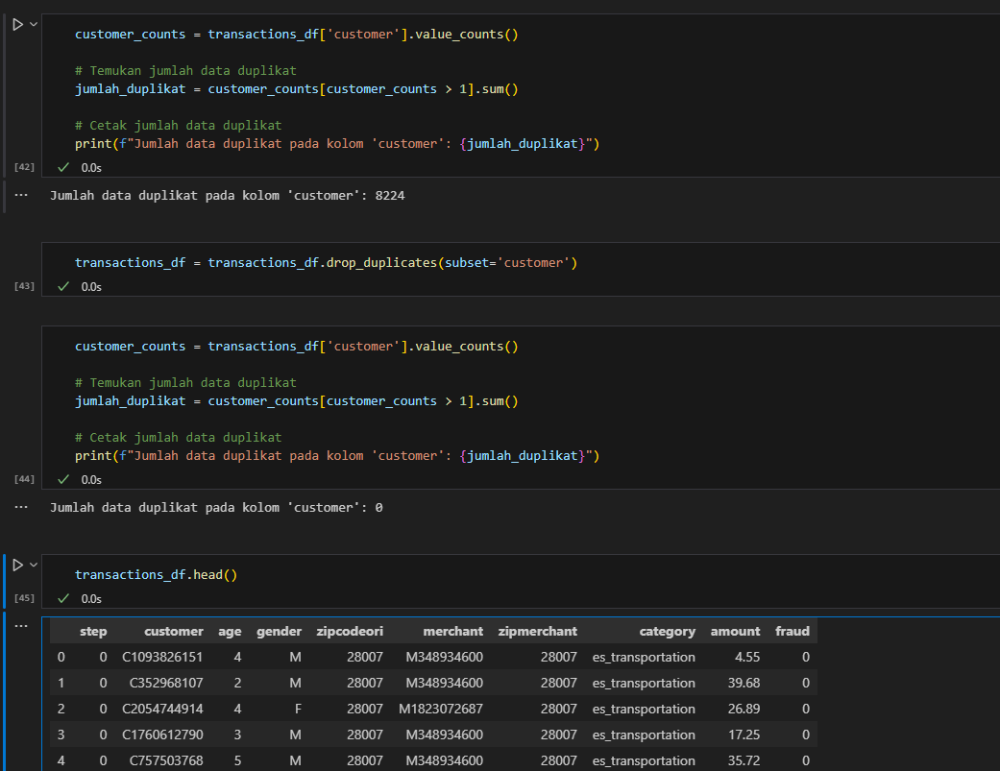 customer_counts = transactions_df['customer'].value_counts()
# Temukan jumlah data duplikat
jumlah_duplikat = customer_counts[customer_counts > 1].sum()
# Cetak jumlah data duplikat
print(f"Jumlah data duplikat pada kolom 'customer': {jumlah_duplikat}")
[42] 0.0s
... Jumlah data duplikat pada kolom 'customer': 8224
transactions_df = transactions_df.drop_duplicates(subset='customer')
[43] 0.0s
customer_counts = transactions_df['customer'].value_counts()
# Temukan jumlah data duplikat
jumlah_duplikat = customer_counts[customer_counts > 1].sum()
# Cetak jumlah data duplikat
print(f"Jumlah data duplikat pada kolom 'customer': {jumlah_duplikat}")
[44] 0.0s
... Jumlah data duplikat pada kolom 'customer': 0
transactions_df.head()
[45] 0.0s
... step customer age gender zipcodeori merchant zipmerchant category amount fraud
0 0 C1093826151 4 M 28007 M348934600 28007 es_transportation 4.55 0
1 0 C352968107 2 M 28007 M348934600 28007 es_transportation 39.68 0
2 0 C2054744914 4 F 28007 M1823072687 28007 es_transportation 26.89 0
3 0 C1760612790 3 M 28007 M348934600 28007 es_transportation 17.25 0
4 0 C757503768 5 M 28007 M348934600 28007 es_transportation 35.72 0